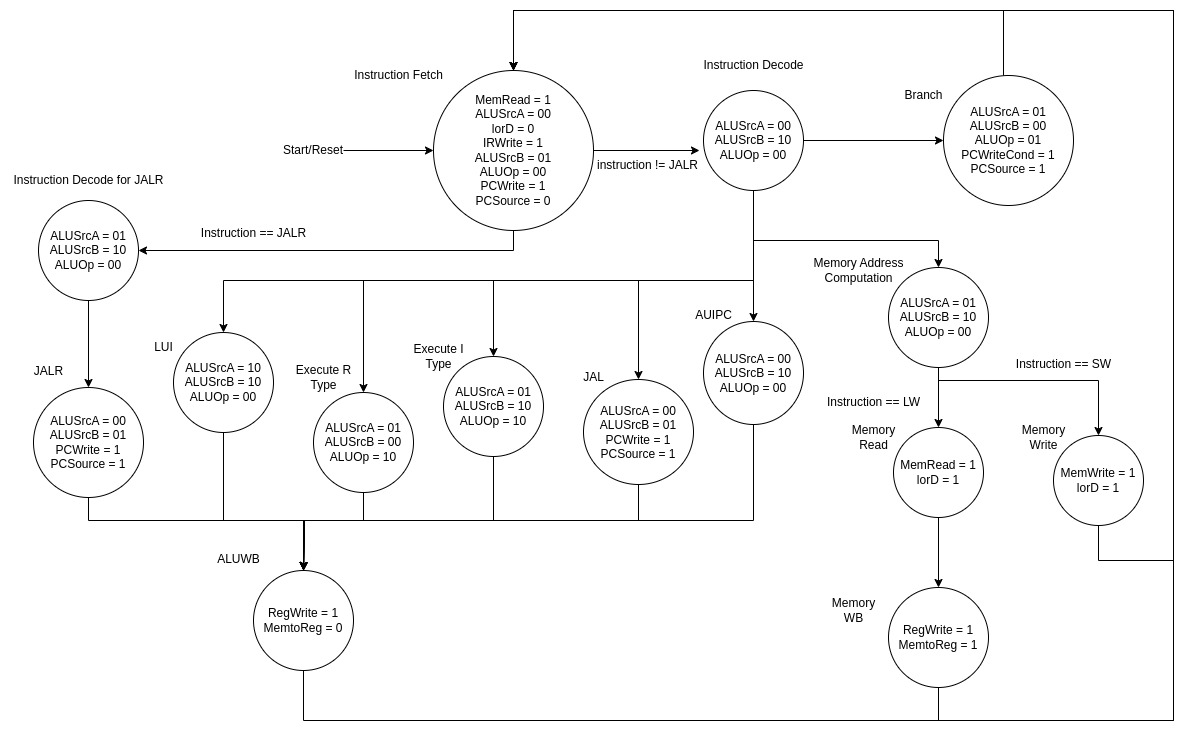 Instruction Fetch
MemRead = 1
ALUSrcA = 00
IorD = 0
IRWrite = 1
ALUSrcB = 01
ALUOp = 00
PCWrite = 1
PCSource = 0
Start/Reset
instruction != JALR
Instruction Decode
ALUSrcA = 00
ALUSrcB = 10
ALUOp = 00
Branch
ALUSrcA = 01
ALUSrcB = 00
ALUOp = 01
PCWriteCond = 1
PCSource = 1
Instruction Decode for JALR
ALUSrcA = 01
ALUSrcB = 10
ALUOp = 00
Instruction == JALR
JALR
ALUSrcA = 00
ALUSrcB = 01
PCWrite = 1
PCSource = 1
LUI
ALUSrcA = 10
ALUSrcB = 10
ALUOp = 00
Execute R
Type
ALUSrcA = 01
ALUSrcB = 00
ALUOp = 10
Execute I
Type
ALUSrcA = 01
ALUSrcB = 10
ALUOp = 10
JAL
ALUSrcA = 00
ALUSrcB = 01
PCWrite = 1
PCSource = 1
AUIPC
ALUSrcA = 00
ALUSrcB = 10
ALUOp = 00
Memory Address
Computation
ALUSrcA = 01
ALUSrcB = 10
ALUOp = 00
Instruction == LW
Instruction == SW
Memory
Read
MemRead = 1
IorD = 1
Memory
Write
MemWrite = 1
IorD = 1
ALUWB
RegWrite = 1
MemtoReg = 0
Memory
WB
RegWrite = 1
MemtoReg = 1